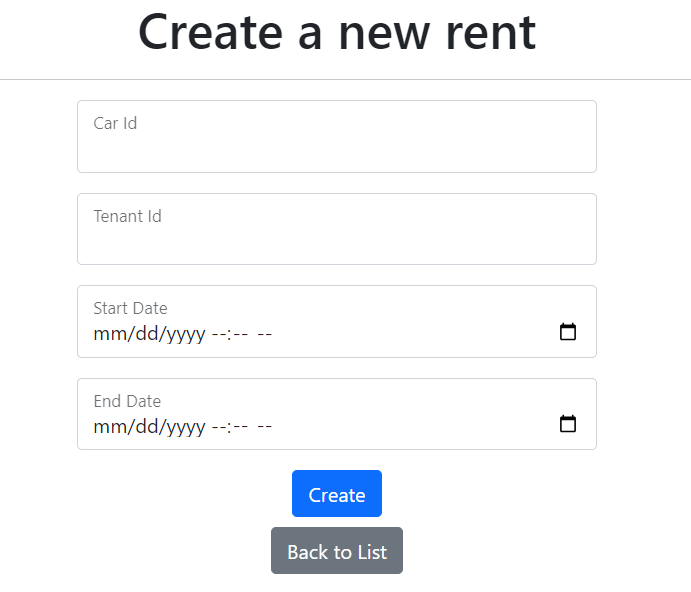 Create a new rent
Car Id
Tenant Id
Start Date
mm/dd/yyyy --:-- --
End Date
mm/dd/yyyy --:-- --
Create
Back to List